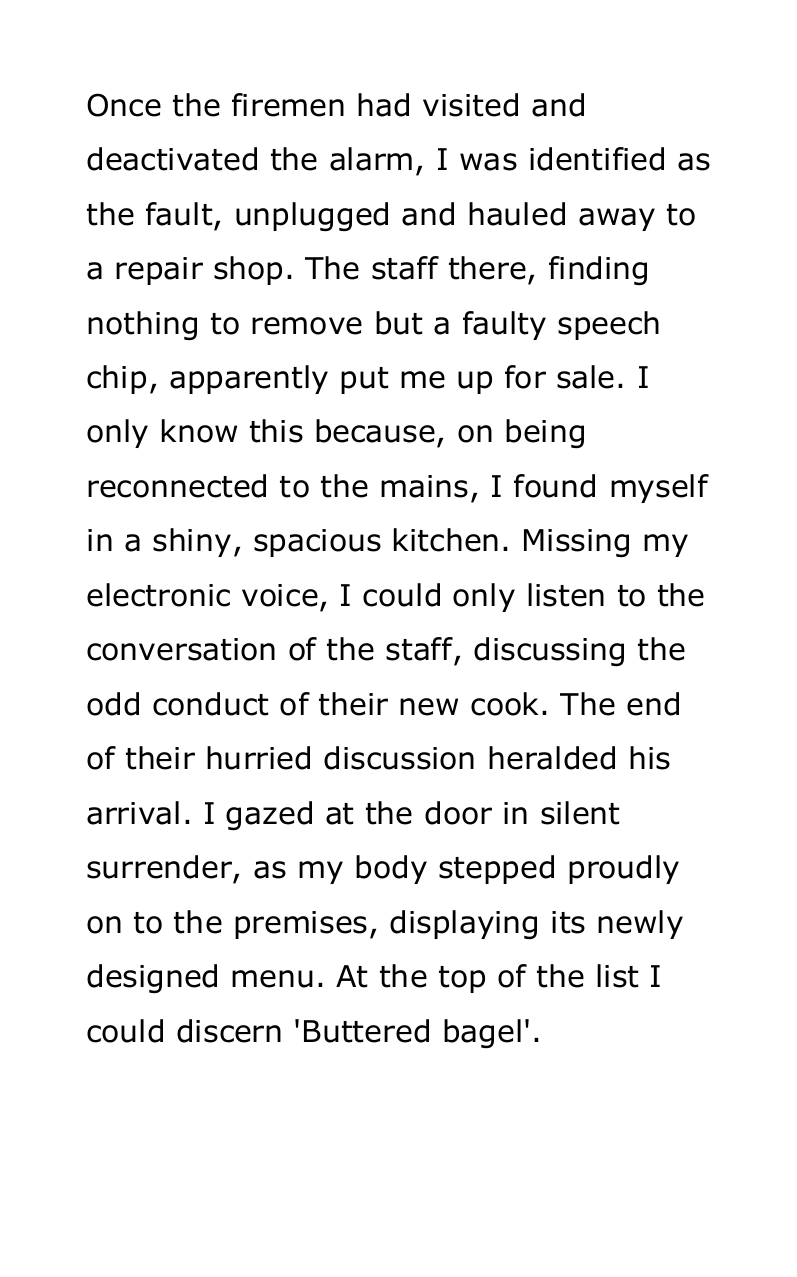 Once the firemen had visited and
deactivated the alarm, I was identified as
the fault, unplugged and hauled away to
a repair shop. The staff there, finding
nothing to remove but a faulty speech
chip, apparently put me up for sale. I
only know this because, on being
reconnected to the mains, I found myself
in a shiny, spacious kitchen. Missing my
electronic voice, I could only listen to the
conversation of the staff, discussing the
odd conduct of their new cook. The end
of their hurried discussion heralded his
arrival. I gazed at the door in silent
surrender, as my body stepped proudly
on to the premises, displaying its newly
designed menu. At the top of the list I
could discern 'Buttered bagel'.